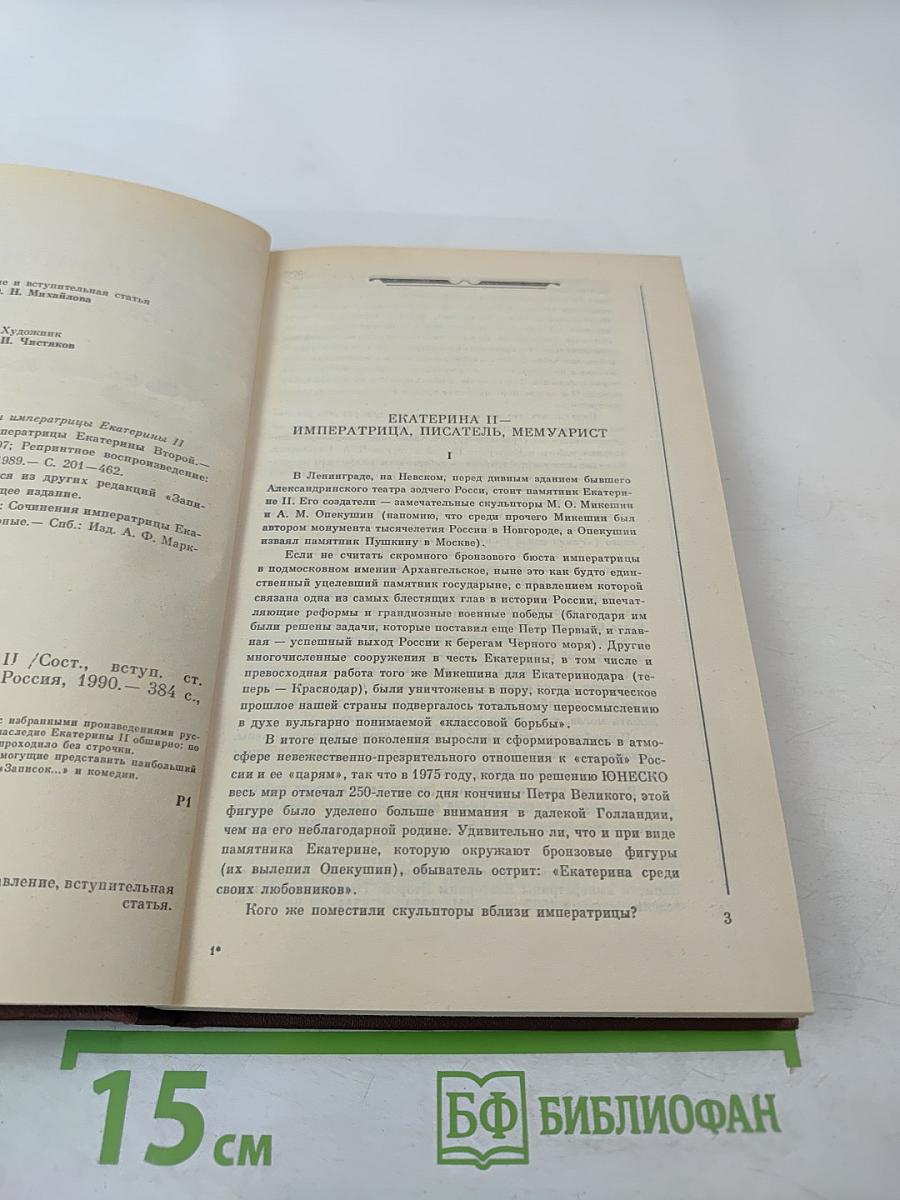 ие и вступительная статья
Н. Михайлова
Художник
И. Чистяков
императрицы Екатерины II
ператрицы Екатерины Второй.—
97; Репринтное воспроизведение:
1989.— С. 201—462.
ся из других редакций «Запи-
щее издание.
: Сочинения императрицы Ека-
рные.— Спб.: Изд. А. Ф. Марк-
II /Сост., вступ. ст.
Россия, 1990.— 384 с.,
с избранными произведениями рус-
наследие Екатерины II обширно: по
проходило без строчки.
могущие представить наибольший
«Записок...» и комедии.
Р1
авление, вступительная
статья.
ЕКАТЕРИНА II—
ИМПЕРАТРИЦА, ПИСАТЕЛЬ, МЕМУАРИСТ
I
В Ленинграде, на Невском, перед дивным зданием бывшего
Александринского театра зодчего Росси, стоит памятник Екатери-
не II. Его создатели — замечательные скульпторы М. О. Микешин
и А. М. Опекушин (напомню, что среди прочего Микешин был
автором монумента тысячелетия России в Новгороде, а Опекушин
изваял памятник Пушкину в Москве).
Если не считать скромного бронзового бюста императрицы
в подмосковном имении Архангельское, ныне это как будто един-
ственный уцелевший памятник государыне, с правлением которой
связана одна из самых блестящих глав в истории России, впечат-
ляющие реформы и грандиозные военные победы (благодаря им
были решены задачи, которые поставил еще Петр Первый, и глав-
ная — успешный выход России к берегам Черного моря). Другие
многочисленные сооружения в честь Екатерины, в том числе и
превосходная работа того же Микешина для Екатеринодара (те-
перь — Краснодар), были уничтожены в пору, когда историческое
прошлое нашей страны подвергалось тотальному переосмыслению
в духе вульгарно понимаемой «классовой борьбы».
В итоге целые поколения выросли и сформировались в атмо-
сфере невежественно-презрительного отношения к «старой» Рос-
сии и ее «царям», так что в 1975 году, когда по решению ЮНЕСКО
весь мир отмечал 250-летие со дня кончины Петра Великого, этой
фигуре было уделено больше внимания в далекой Голландии,
чем на его неблагодарной родине. Удивительно ли, что и при виде
памятника Екатерине, которую окружают бронзовые фигуры
(их вылепил Опекушин), обыватель острит: «Екатерина среди
своих любовников».
Кого же поместили скульпторы вблизи императрицы?
3
1*
15 см
БФ БИБЛИОФАН